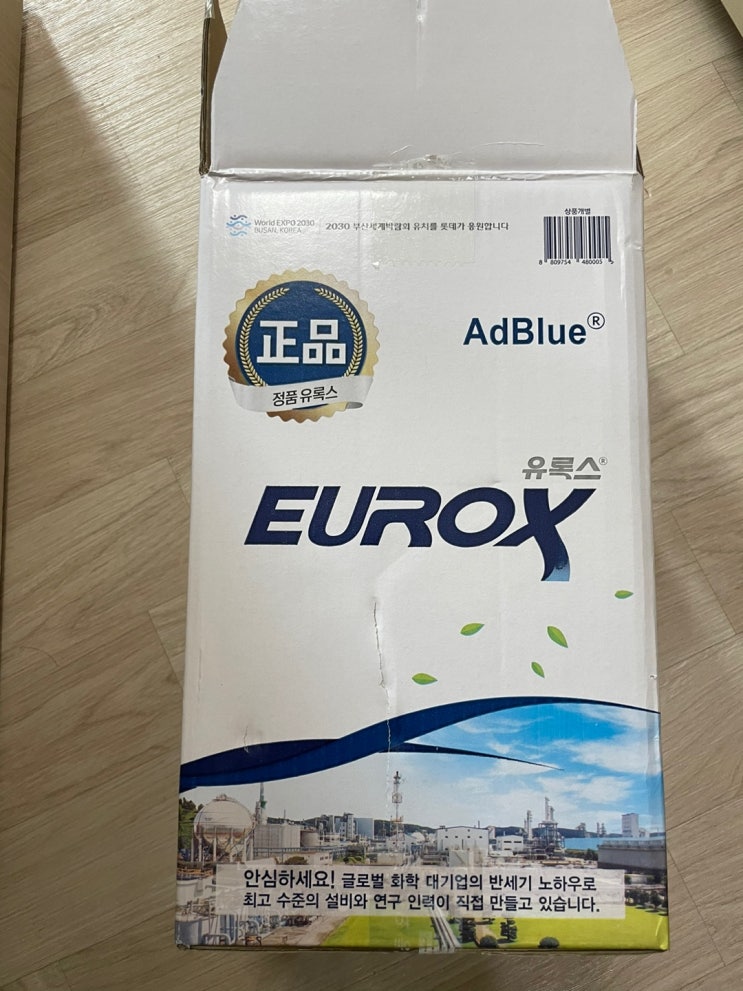 World EXPO 2030
BUSAN, KOREA
2030 부산세계박람회 유치를 롯데가 응원합니다
상품개별
8 809754 480005
正品
정품 유록스
AdBlue®
유록스®
EUROX
안심하세요! 글로벌 화학 대기업의 반세기 노하우로
최고 수준의 설비와 연구 인력이 직접 만들고 있습니다.